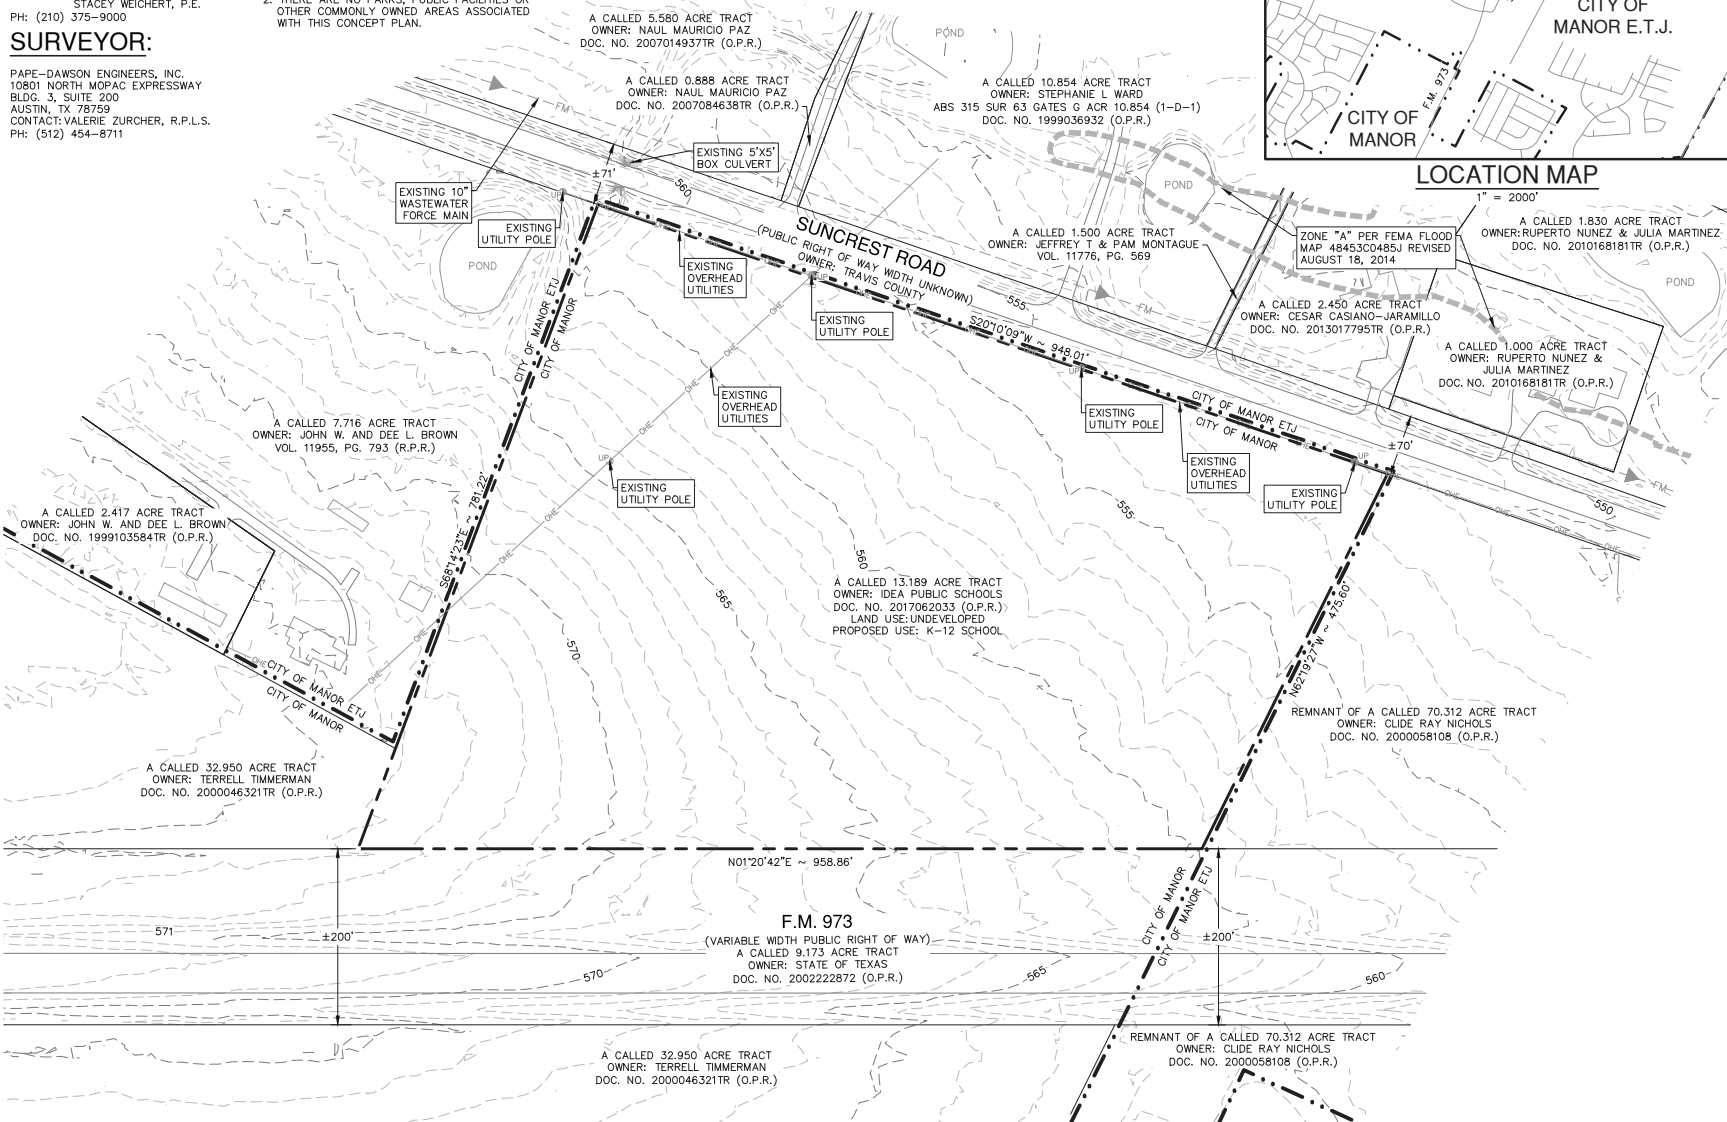 STACEY WEICHERT, P.E.
PH: (210) 375-9000
SURVEYOR:
PAPE-DAWSON ENGINEERS, INC.
10801 NORTH MOPAC EXPRESSWAY
BLDG. 3, SUITE 200
AUSTIN, TX 78759
CONTACT: VALERIE ZURCHER, R.P.L.S.
PH: (512) 454-8711
2. THERE ARE NO PARKS, PUBLIC FACILITIES OR
OTHER COMMONLY OWNED AREAS ASSOCIATED
WITH THIS CONCEPT PLAN.
A CALLED 5.580 ACRE TRACT
OWNER: NAUL MAURICIO PAZ
DOC. NO. 2007014937TR (O.P.R.)
A CALLED 0.888 ACRE TRACT
OWNER: NAUL MAURICIO PAZ
DOC. NO. 2007084638TR (O.P.R.)
POND
A CALLED 10.854 ACRE TRACT
OWNER: STEPHANIE L WARD
ABS 315 SUR 63 GATES G ACR 10.854 (1-D-1)
DOC. NO. 1999036932 (O.P.R.)
CITY OF
MANOR E.T.J.
F.M. 973
CITY OF
MANOR
LOCATION MAP
1" = 2000'
FM
EXISTING 5'X5'
BOX CULVERT
±71'
560
EXISTING 10"
WASTEWATER
FORCE MAIN
UP
EXISTING
UTILITY POLE
POND
POND
SUNCREST ROAD
(PUBLIC RIGHT OF WAY WIDTH UNKNOWN)
OWNER: TRAVIS COUNTY
A CALLED 1.500 ACRE TRACT
OWNER: JEFFREY T & PAM MONTAGUE
VOL. 11776, PG. 569
ZONE "A" PER FEMA FLOOD
MAP 48453C0485J REVISED
AUGUST 18, 2014
A CALLED 1.830 ACRE TRACT
OWNER: RUPERTO NUNEZ & JULIA MARTINEZ
DOC. NO. 2010168181TR (O.P.R.)
POND
EXISTING
OVERHEAD
UTILITIES
UP
EXISTING
UTILITY POLE
OHE
555
FM
S20°10'09"W ~ 948.01'
A CALLED 2.450 ACRE TRACT
OWNER: CESAR CASIANO-JARAMILLO
DOC. NO. 2013017795TR (O.P.R.)
A CALLED 1.000 ACRE TRACT
OWNER: RUPERTO NUNEZ &
JULIA MARTINEZ
DOC. NO. 2010168181TR (O.P.R.)
CITY OF MANOR ETJ
CITY OF MANOR
OHE
EXISTING
OVERHEAD
UTILITIES
UP
EXISTING
UTILITY POLE
CITY OF MANOR ETJ
CITY OF MANOR
±70'
A CALLED 7.716 ACRE TRACT
OWNER: JOHN W. AND DEE L. BROWN
VOL. 11955, PG. 793 (R.P.R.)
OHE
UP
EXISTING
UTILITY POLE
EXISTING
OVERHEAD
UTILITIES
UP
EXISTING
UTILITY POLE
OHE
FM
550
OHE
OHE
OHE
A CALLED 2.417 ACRE TRACT
OWNER: JOHN W. AND DEE L. BROWN
DOC. NO. 1999103584TR (O.P.R.)
S68°14'23"E ~ 781.22'
OHE
OHE
555
560
565
570
A CALLED 13.189 ACRE TRACT
OWNER: IDEA PUBLIC SCHOOLS
DOC. NO. 2017062033 (O.P.R.)
LAND USE: UNDEVELOPED
PROPOSED USE: K-12 SCHOOL
N62°19'27"W ~ 475.60'
OHE
OHE
OHE
CITY OF MANOR ETJ
CITY OF MANOR
REMNANT OF A CALLED 70.312 ACRE TRACT
OWNER: CLIDE RAY NICHOLS
DOC. NO. 2000058108 (O.P.R.)
A CALLED 32.950 ACRE TRACT
OWNER: TERRELL TIMMERMAN
DOC. NO. 2000046321TR (O.P.R.)
N01°20'42"E ~ 958.86'
CITY OF MANOR
CITY OF MANOR ETJ
571
±200'
F.M. 973
(VARIABLE WIDTH PUBLIC RIGHT OF WAY)
A CALLED 9.173 ACRE TRACT
OWNER: STATE OF TEXAS
DOC. NO. 2002222872 (O.P.R.)
±200'
570
565
560
A CALLED 32.950 ACRE TRACT
OWNER: TERRELL TIMMERMAN
DOC. NO. 2000046321TR (O.P.R.)
REMNANT OF A CALLED 70.312 ACRE TRACT
OWNER: CLIDE RAY NICHOLS
DOC. NO. 2000058108 (O.P.R.)